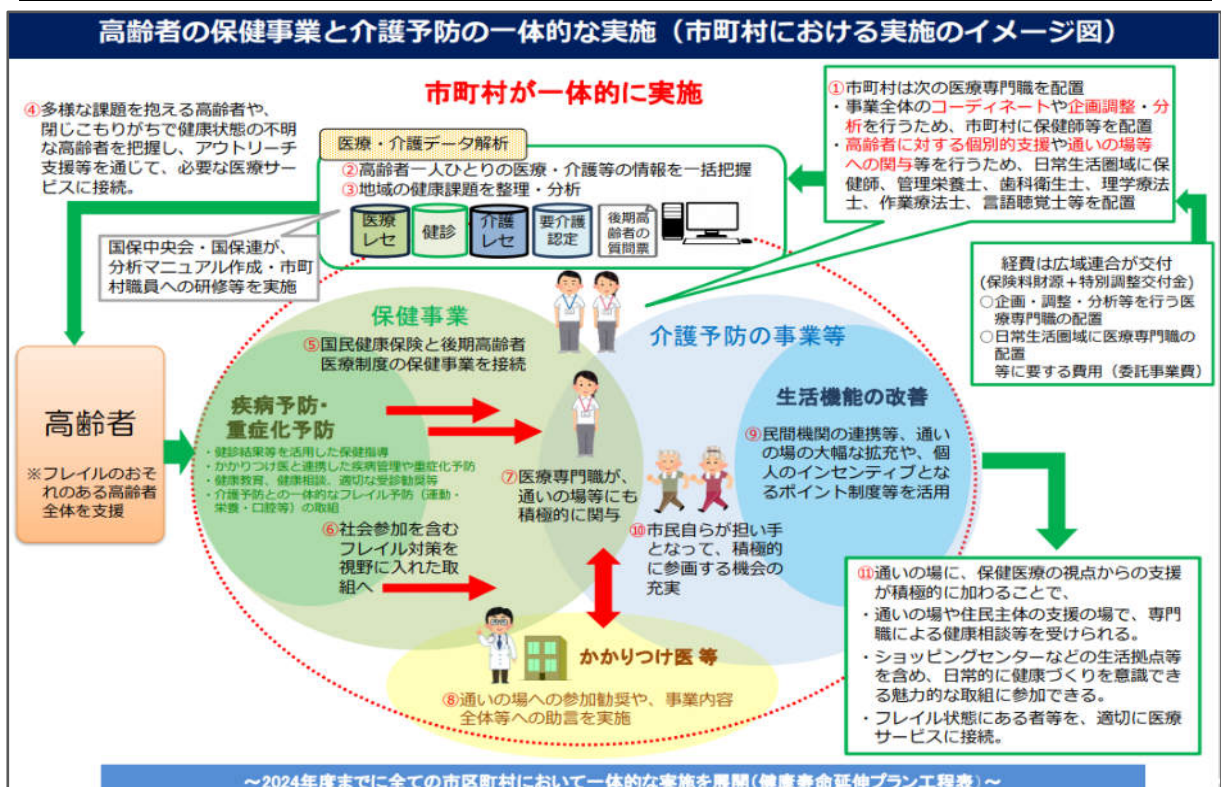 高齢者の保健事業と介護予防の一体的な実施（市町村における実施のイメージ図）
市町村が一体的に実施
④多様な課題を抱える高齢者や、
閉じこもりがちで健康状態の不明
な高齢者を把握し、アウトリーチ
支援等を通じて、必要な医療サー
ビスに接続。
医療・介護データ解析
②高齢者一人ひとりの医療・介護等の情報を一括把握
③地域の健康課題を整理・分析
医療
レセ
健診
介護
レセ
要介護
認定
後期高
齢者の
質問票
①市町村は次の医療専門職を配置
・事業全体のコーディネートや企画調整・分
析を行うため、市町村に保健師等を配置
・高齢者に対する個別的支援や通いの場等
への関与等を行うため、日常生活圏域に保
健師、管理栄養士、歯科衛生士、理学療法
士、作業療法士、言語聴覚士等を配置
国保中央会・国保連が、
分析マニュアル作成・市町
村職員への研修等を実施
経費は広域連合が交付
(保険料財源＋特別調整交付金)
○企画・調整・分析等を行う医
療専門職の配置
○日常生活圏域に医療専門職の
配置
等に要する費用（委託事業費）
高齢者
※フレイルのおそ
れのある高齢者
全体を支援
保健事業
⑤国民健康保険と後期高齢者
医療制度の保健事業を接続
疾病予防・
重症化予防
・健診結果等を活用した保健指導
・かかりつけ医と連携した疾病管理や重症化予防
・健康教育、健康相談、適切な受診勧奨等
・介護予防との一体的なフレイル予防（運動・
栄養・口腔等）の取組
⑥社会参加を含む
フレイル対策を
視野に入れた取
組へ
⑦医療専門職が、
通いの場等にも
積極的に関与
介護予防の事業等
生活機能の改善
⑨民間機関の連携等、通い
の場の大幅な拡充や、個
人のインセンティブとな
るポイント制度等を活用
⑩市民自らが担い手
となって、積極的
に参画する機会の
充実
かかりつけ医 等
⑧通いの場への参加勧奨や、事業内容
全体等への助言を実施
⑪通いの場に、保健医療の視点からの支援
が積極的に加わることで、
・通いの場や住民主体の支援の場で、専門
職による健康相談等を受けられる。
・ショッピングセンターなどの生活拠点等
を含め、日常的に健康づくりを意識でき
る魅力的な取組に参加できる。
・フレイル状態にある者等を、適切に医療
サービスに接続。
～2024年度までに全ての市区町村において一体的な実施を展開(健康寿命延伸プラン工程表)～